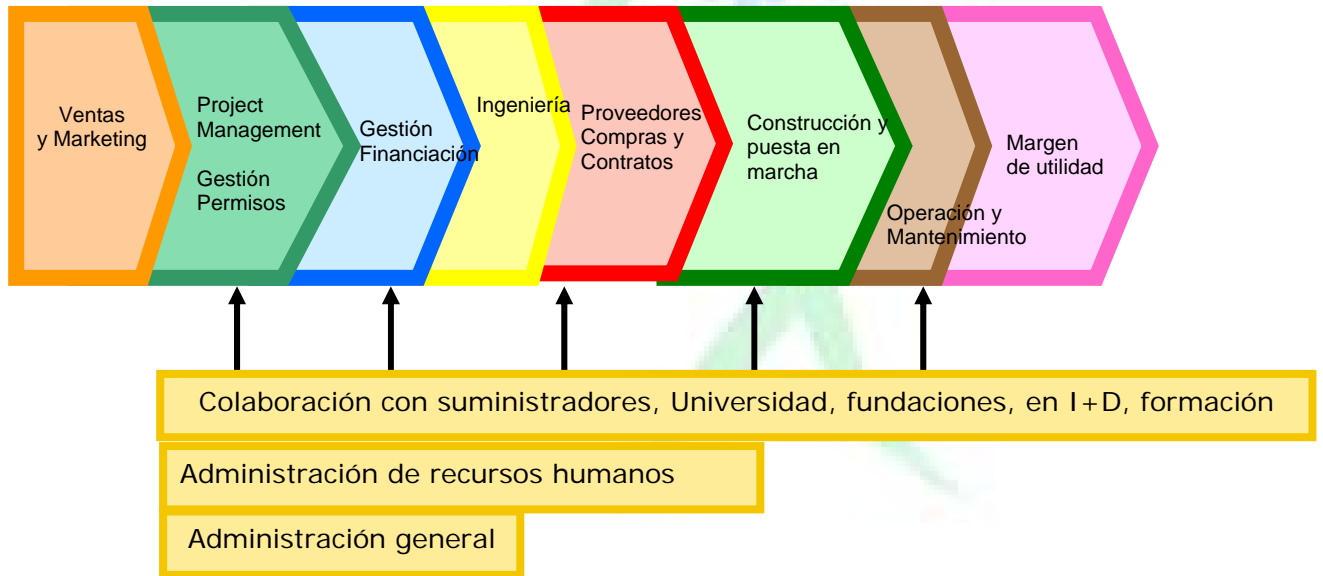 Ventas
y Marketing
Project
Management
Gestión
Permisos
Gestión
Financiación
Ingeniería
Proveedores
Compras y
Contratos
Construcción y
puesta en
marcha
Operación y
Mantenimiento
Margen
de utilidad
Colaboración con suministradores, Universidad, fundaciones, en I+D, formación
Administración de recursos humanos
Administración general